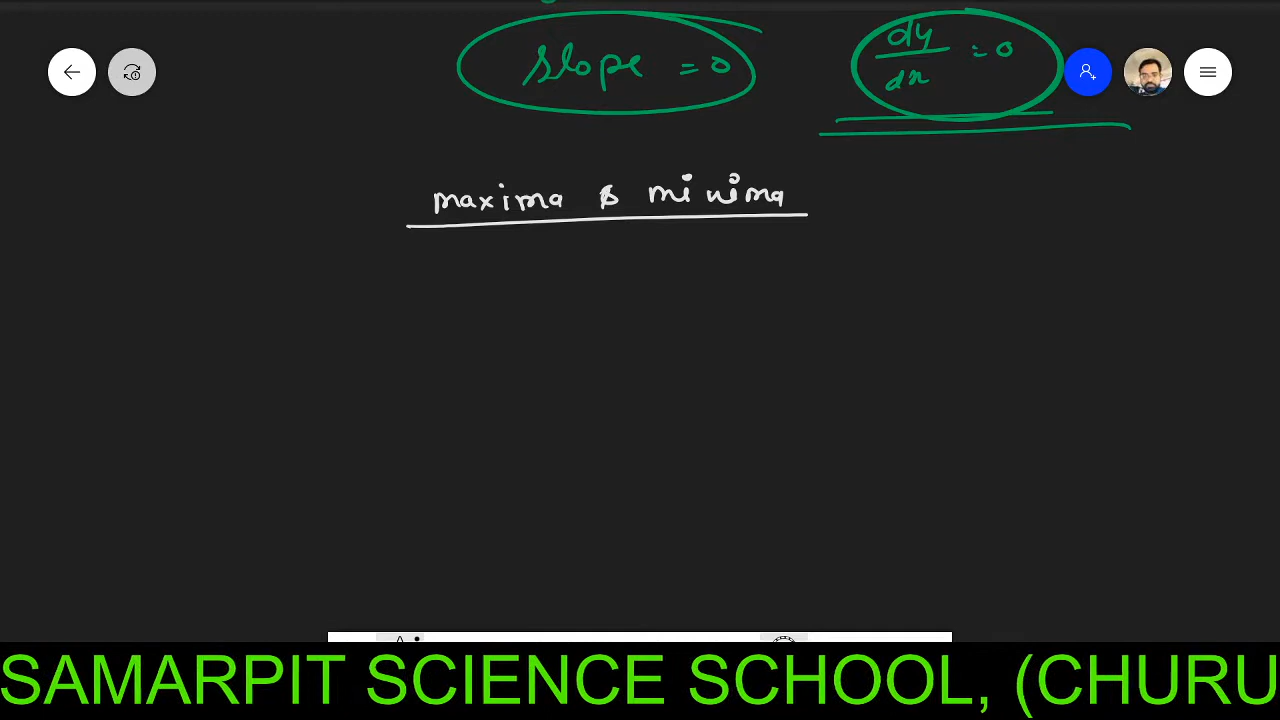 slope = 0
dy/dx = 0
maxima & minima
SAMARPIT SCIENCE SCHOOL, (CHURU